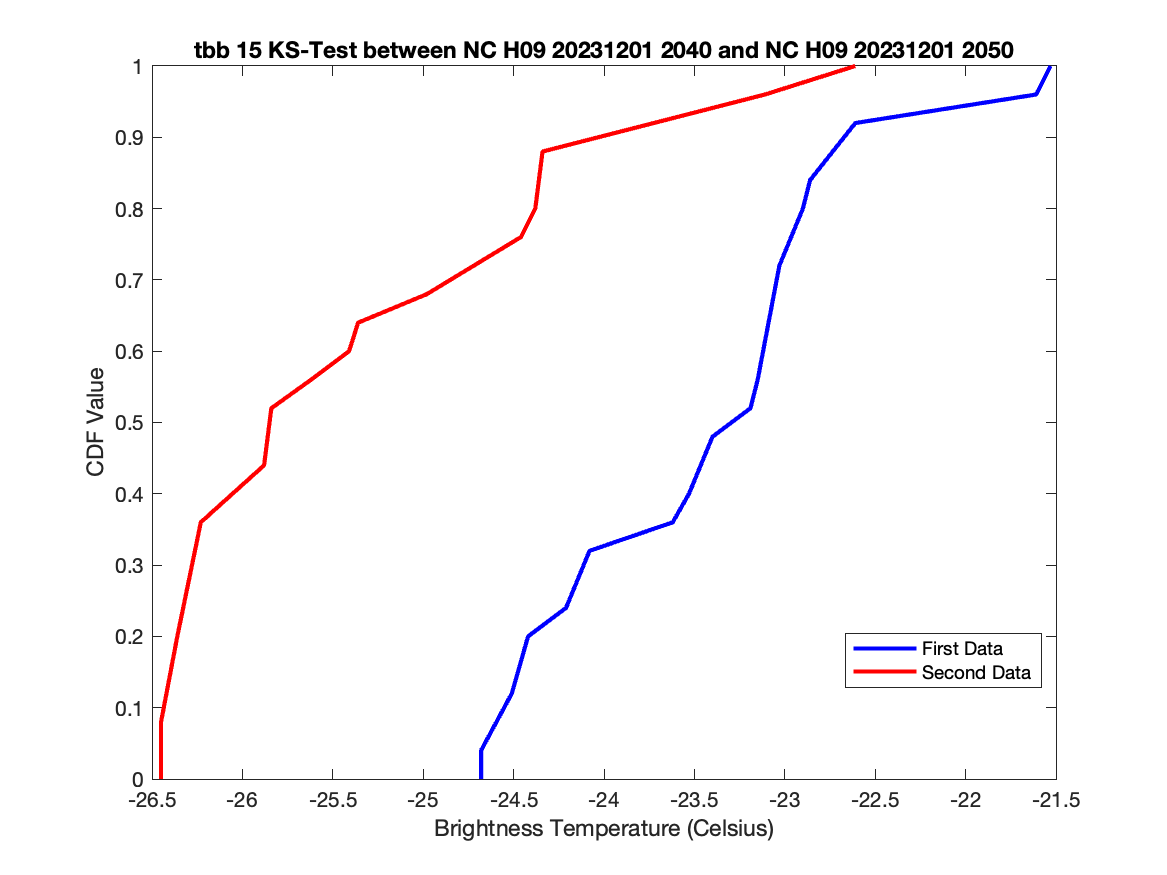 tbb 15 KS-Test between NC H09 20231201 2040 and NC H09 20231201 2050
1
0.9
0.8
0.7
0.6
0.5
0.4
0.3
0.2
0.1
0
CDF Value
First Data
Second Data
-26.5 -26 -25.5 -25 -24.5 -24 -23.5 -23 -22.5 -22 -21.5
Brightness Temperature (Celsius)